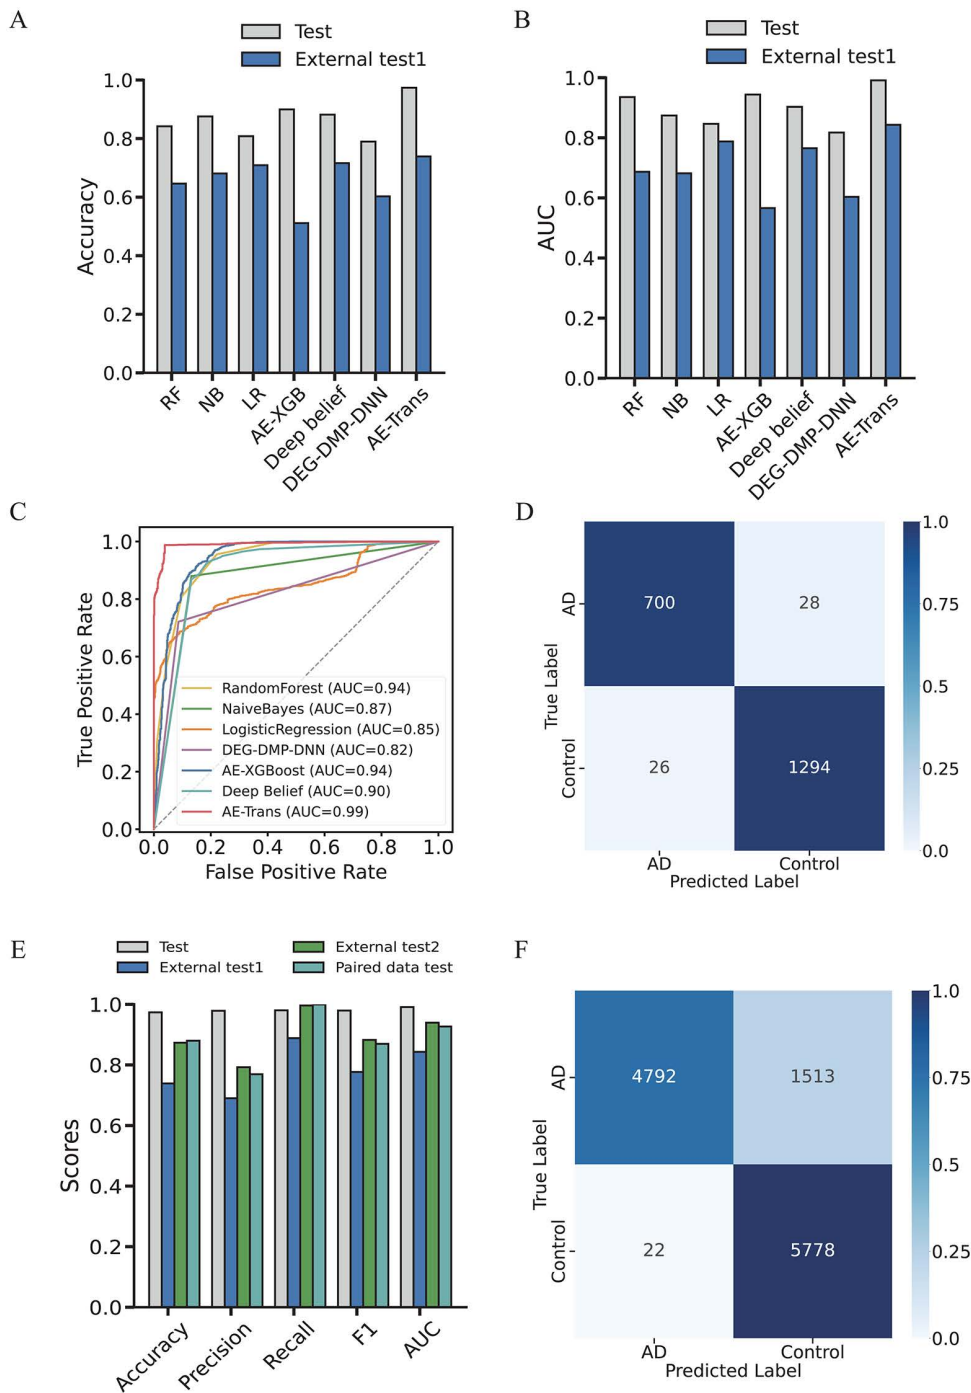 A
Test
External test1
Accuracy
1.0
0.8
0.6
0.4
0.2
0.0
RF
NB
LR
AE-XGB
Deep belief
DEG-DMP-DNN
AE-Trans
B
Test
External test1
AUC
1.0
0.8
0.6
0.4
0.2
0.0
RF
NB
LR
AE-XGB
Deep belief
DEG-DMP-DNN
AE-Trans
C
True Positive Rate
1.0
0.8
0.6
0.4
0.2
0.0
RandomForest (AUC=0.94)
NaiveBayes (AUC=0.87)
LogisticRegression (AUC=0.85)
DEG-DMP-DNN (AUC=0.82)
AE-XGBoost (AUC=0.94)
Deep Belief (AUC=0.90)
AE-Trans (AUC=0.99)
0.0 0.2 0.4 0.6 0.8 1.0
False Positive Rate
D
True Label
AD
Control
700 28
26 1294
AD Control
Predicted Label
1.0
0.75
0.5
0.25
0.0
E
Test
External test1
External test2
Paired data test
Scores
1.0
0.8
0.6
0.4
0.2
0.0
Accuracy
Precision
Recall
F1
AUC
F
True Label
AD
Control
4792 1513
22 5778
AD Control
Predicted Label
1.0
0.75
0.5
0.25
0.0